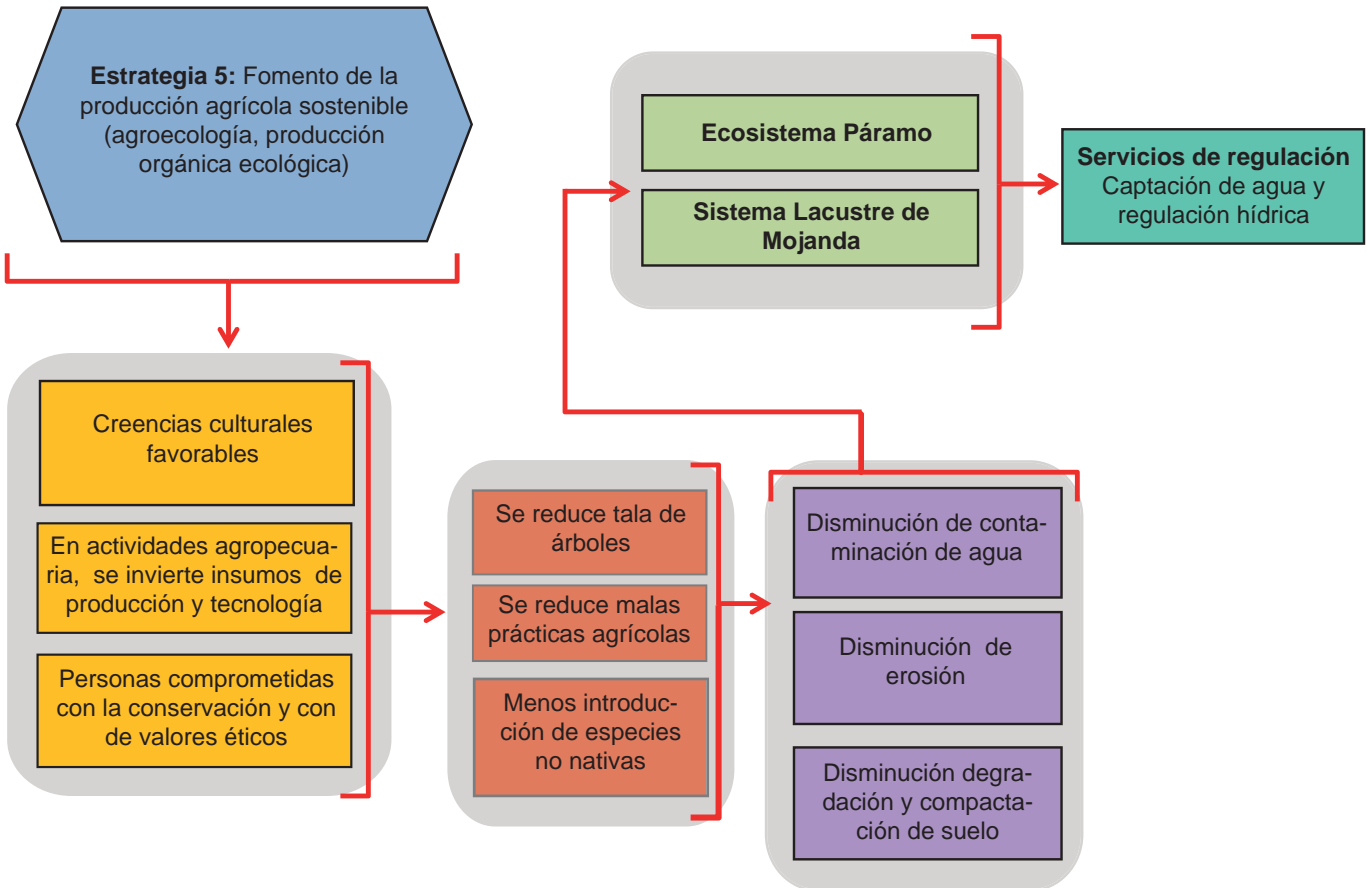 Estrategia 5: Fomento de la
producción agrícola sostenible
(agroecología, producción
orgánica ecológica)
Ecosistema Páramo
Sistema Lacustre de
Mojanda
Servicios de regulación
Captación de agua y
regulación hídrica
Creencias culturales
favorables
En actividades agropecua-
ria, se invierte insumos de
producción y tecnología
Personas comprometidas
con la conservación y con
de valores éticos
Se reduce tala de
árboles
Se reduce malas
prácticas agrícolas
Menos introduc-
ción de especies
no nativas
Disminución de conta-
minación de agua
Disminución de
erosión
Disminución degra-
dación y compacta-
ción de suelo